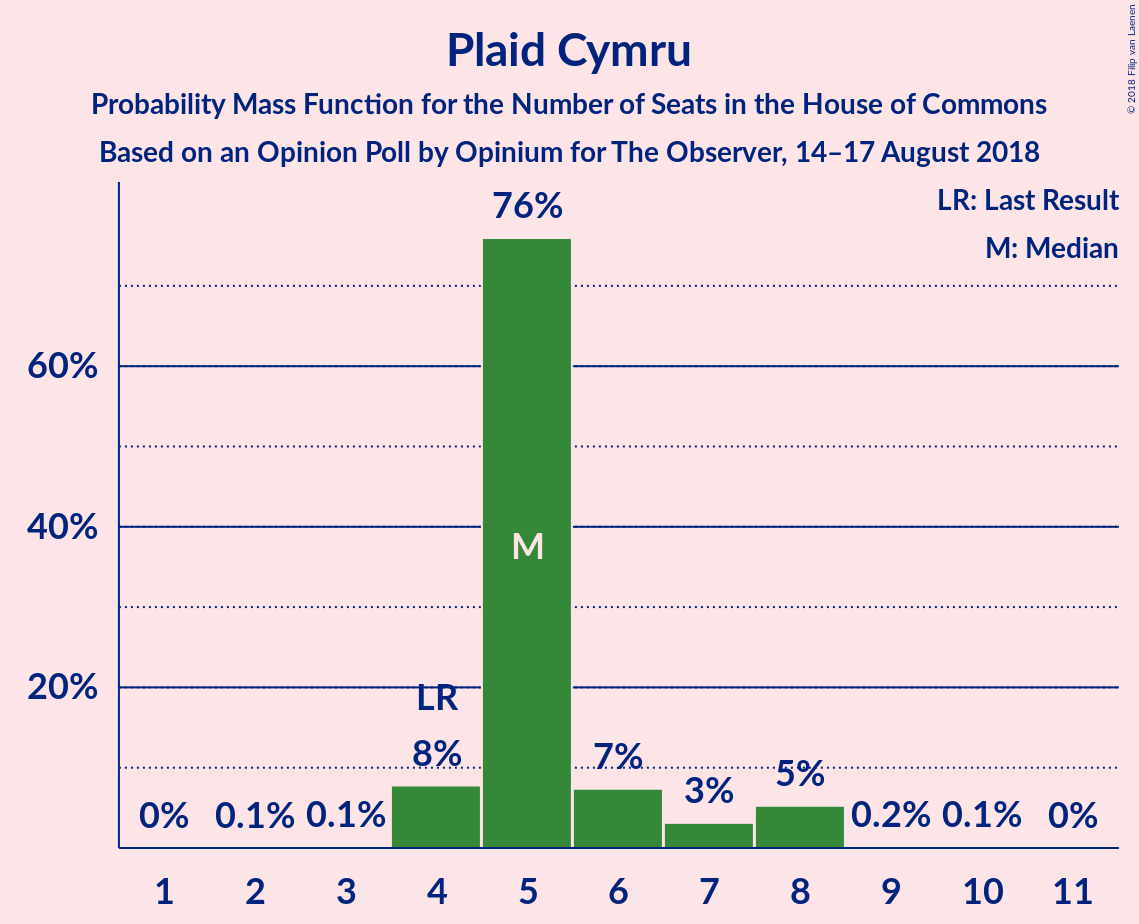 Plaid Cymru
Probability Mass Function for the Number of Seats in the House of Commons
Based on an Opinion Poll by Opinium for The Observer, 14–17 August 2018
© 2018 Filip van Laenen
LR: Last Result
M: Median
76%
60%
40%
M
20%
LR
8%
7%
5%
3%
0% 0.1% 0.1% 0.2% 0.1% 0%
1 2 3 4 5 6 7 8 9 10 11